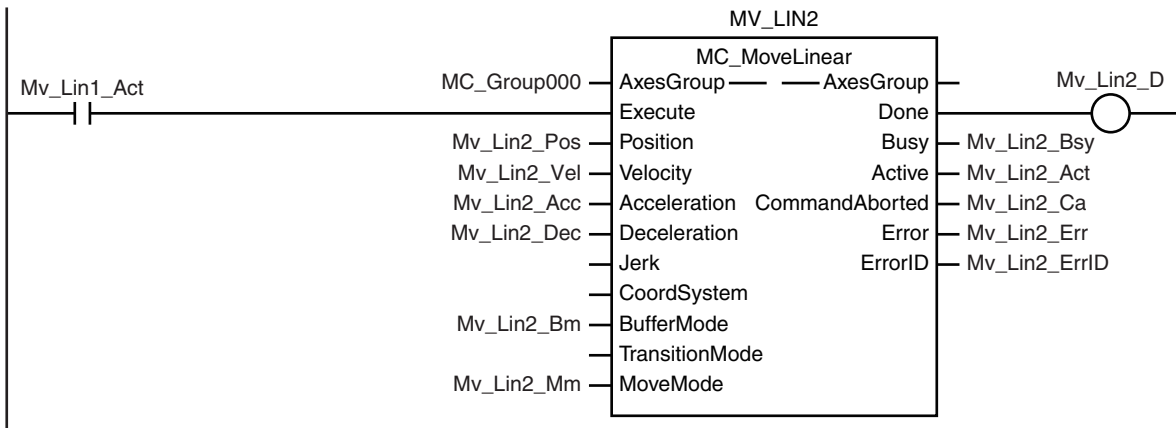 MV_LIN2
MC_MoveLinear
Mv_Lin1_Act
MC_Group000 AxesGroup AxesGroup Mv_Lin2_D
Execute Done
Mv_Lin2_Pos Position Busy Mv_Lin2_Bsy
Mv_Lin2_Vel Velocity Active Mv_Lin2_Act
Mv_Lin2_Acc Acceleration CommandAborted Mv_Lin2_Ca
Mv_Lin2_Dec Deceleration Error Mv_Lin2_Err
Jerk ErrorID Mv_Lin2_ErrID
CoordSystem
Mv_Lin2_Bm BufferMode
TransitionMode
Mv_Lin2_Mm MoveMode